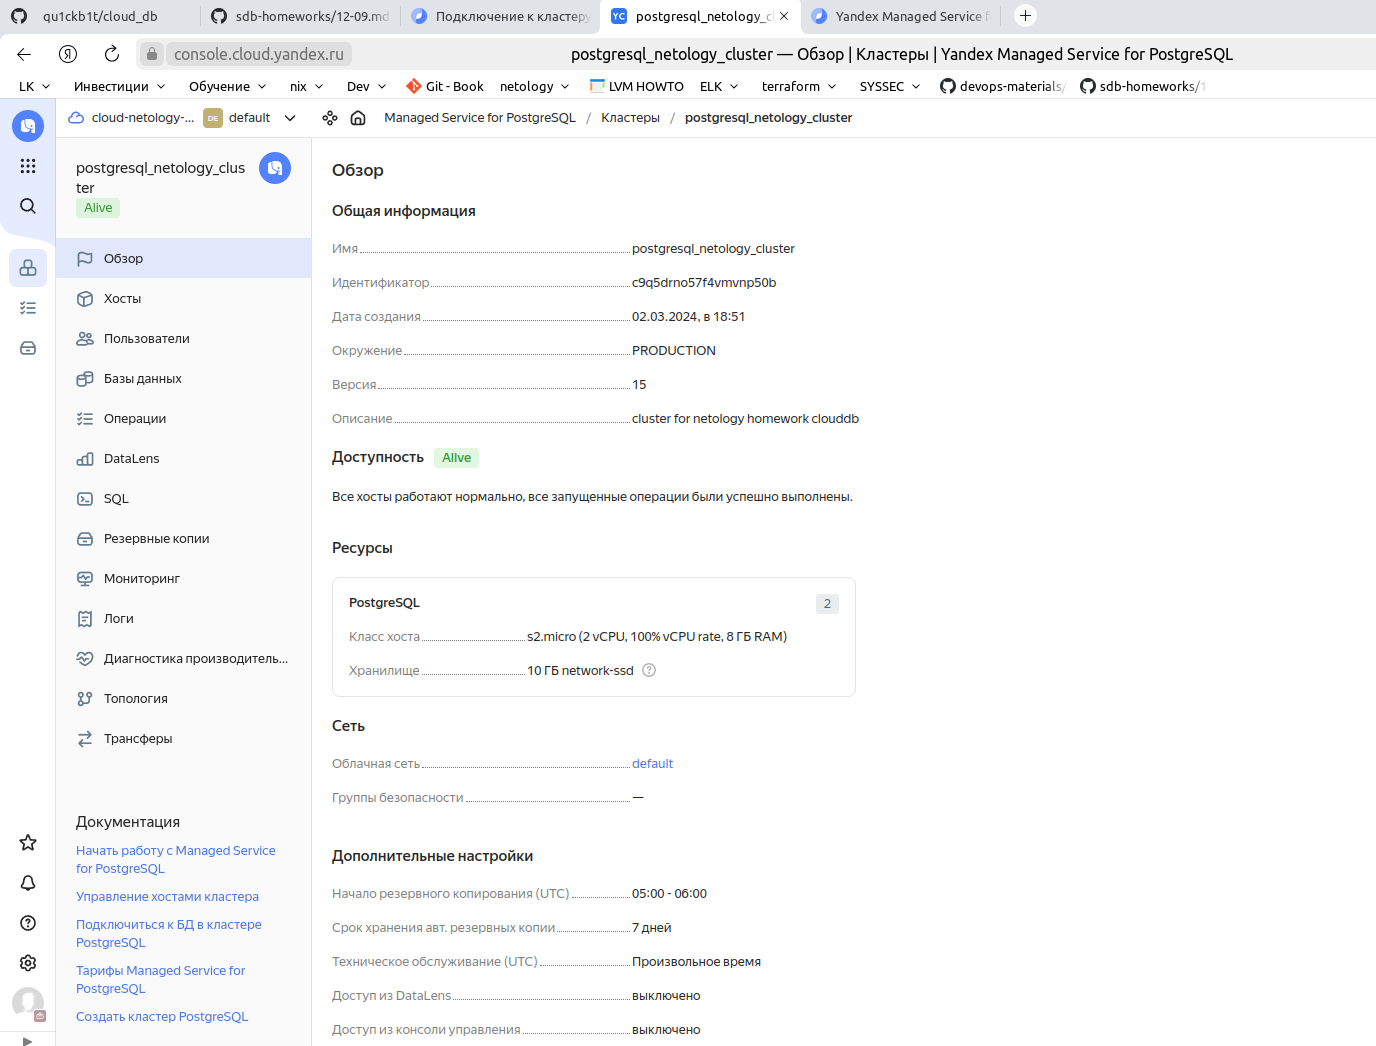 qu1ckb1t/cloud_db
sdb-homeworks/12-09.md
Подключение к кластеру
YC postgresql_netology_cl
Yandex Managed Service f
console.cloud.yandex.ru
postgresql_netology_cluster — Обзор | Кластеры | Yandex Managed Service for PostgreSQL
LK Инвестиции Обучение nix Dev Git - Book netology LVM HOWTO ELK terraform SYSSEC devops-materials/ sdb-homeworks/1
cloud-netology-... DE default Managed Service for PostgreSQL / Кластеры / postgresql_netology_cluster
postgresql_netology_clus
ter
Alive
Обзор
Хосты
Пользователи
Базы данных
Операции
DataLens
SQL
Резервные копии
Мониторинг
Логи
Диагностика производитель...
Топология
Трансферы
Документация
Начать работу с Managed Service
for PostgreSQL
Управление хостами кластера
Подключиться к БД в кластере
PostgreSQL
Тарифы Managed Service for
PostgreSQL
Создать кластер PostgreSQL
Обзор
Общая информация
Имя postgresql_netology_cluster
Идентификатор c9q5drno57f4vmvnp50b
Дата создания 02.03.2024, в 18:51
Окружение PRODUCTION
Версия 15
Описание cluster for netology homework clouddb
Доступность Alive
Все хосты работают нормально, все запущенные операции были успешно выполнены.
Ресурсы
PostgreSQL 2
Класс хоста s2.micro (2 vCPU, 100% vCPU rate, 8 ГБ RAM)
Хранилище 10 ГБ network-ssd
Сеть
Облачная сеть default
Группы безопасности —
Дополнительные настройки
Начало резервного копирования (UTC) 05:00 - 06:00
Срок хранения авт. резервных копии 7 дней
Техническое обслуживание (UTC) Произвольное время
Доступ из DataLens выключено
Доступ из консоли управления выключено